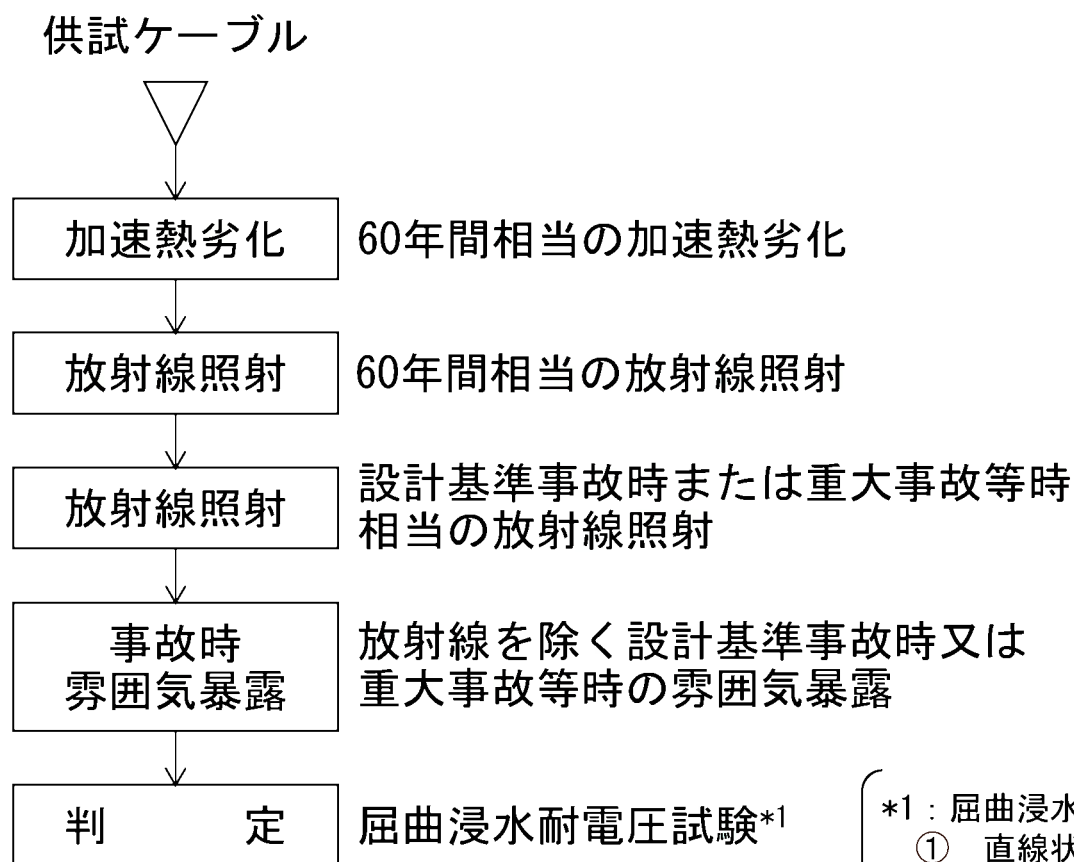 供試ケーブル
加速熱劣化 60年間相当の加速熱劣化
放射線照射 60年間相当の放射線照射
放射線照射 設計基準事故時または重大事故等時
相当の放射線照射
事故時 放射線を除く設計基準事故時又は
雰囲気暴露 重大事故等時の雰囲気暴露
判 定 屈曲浸水耐電圧試験*1
*1:屈曲浸水
① 直線状